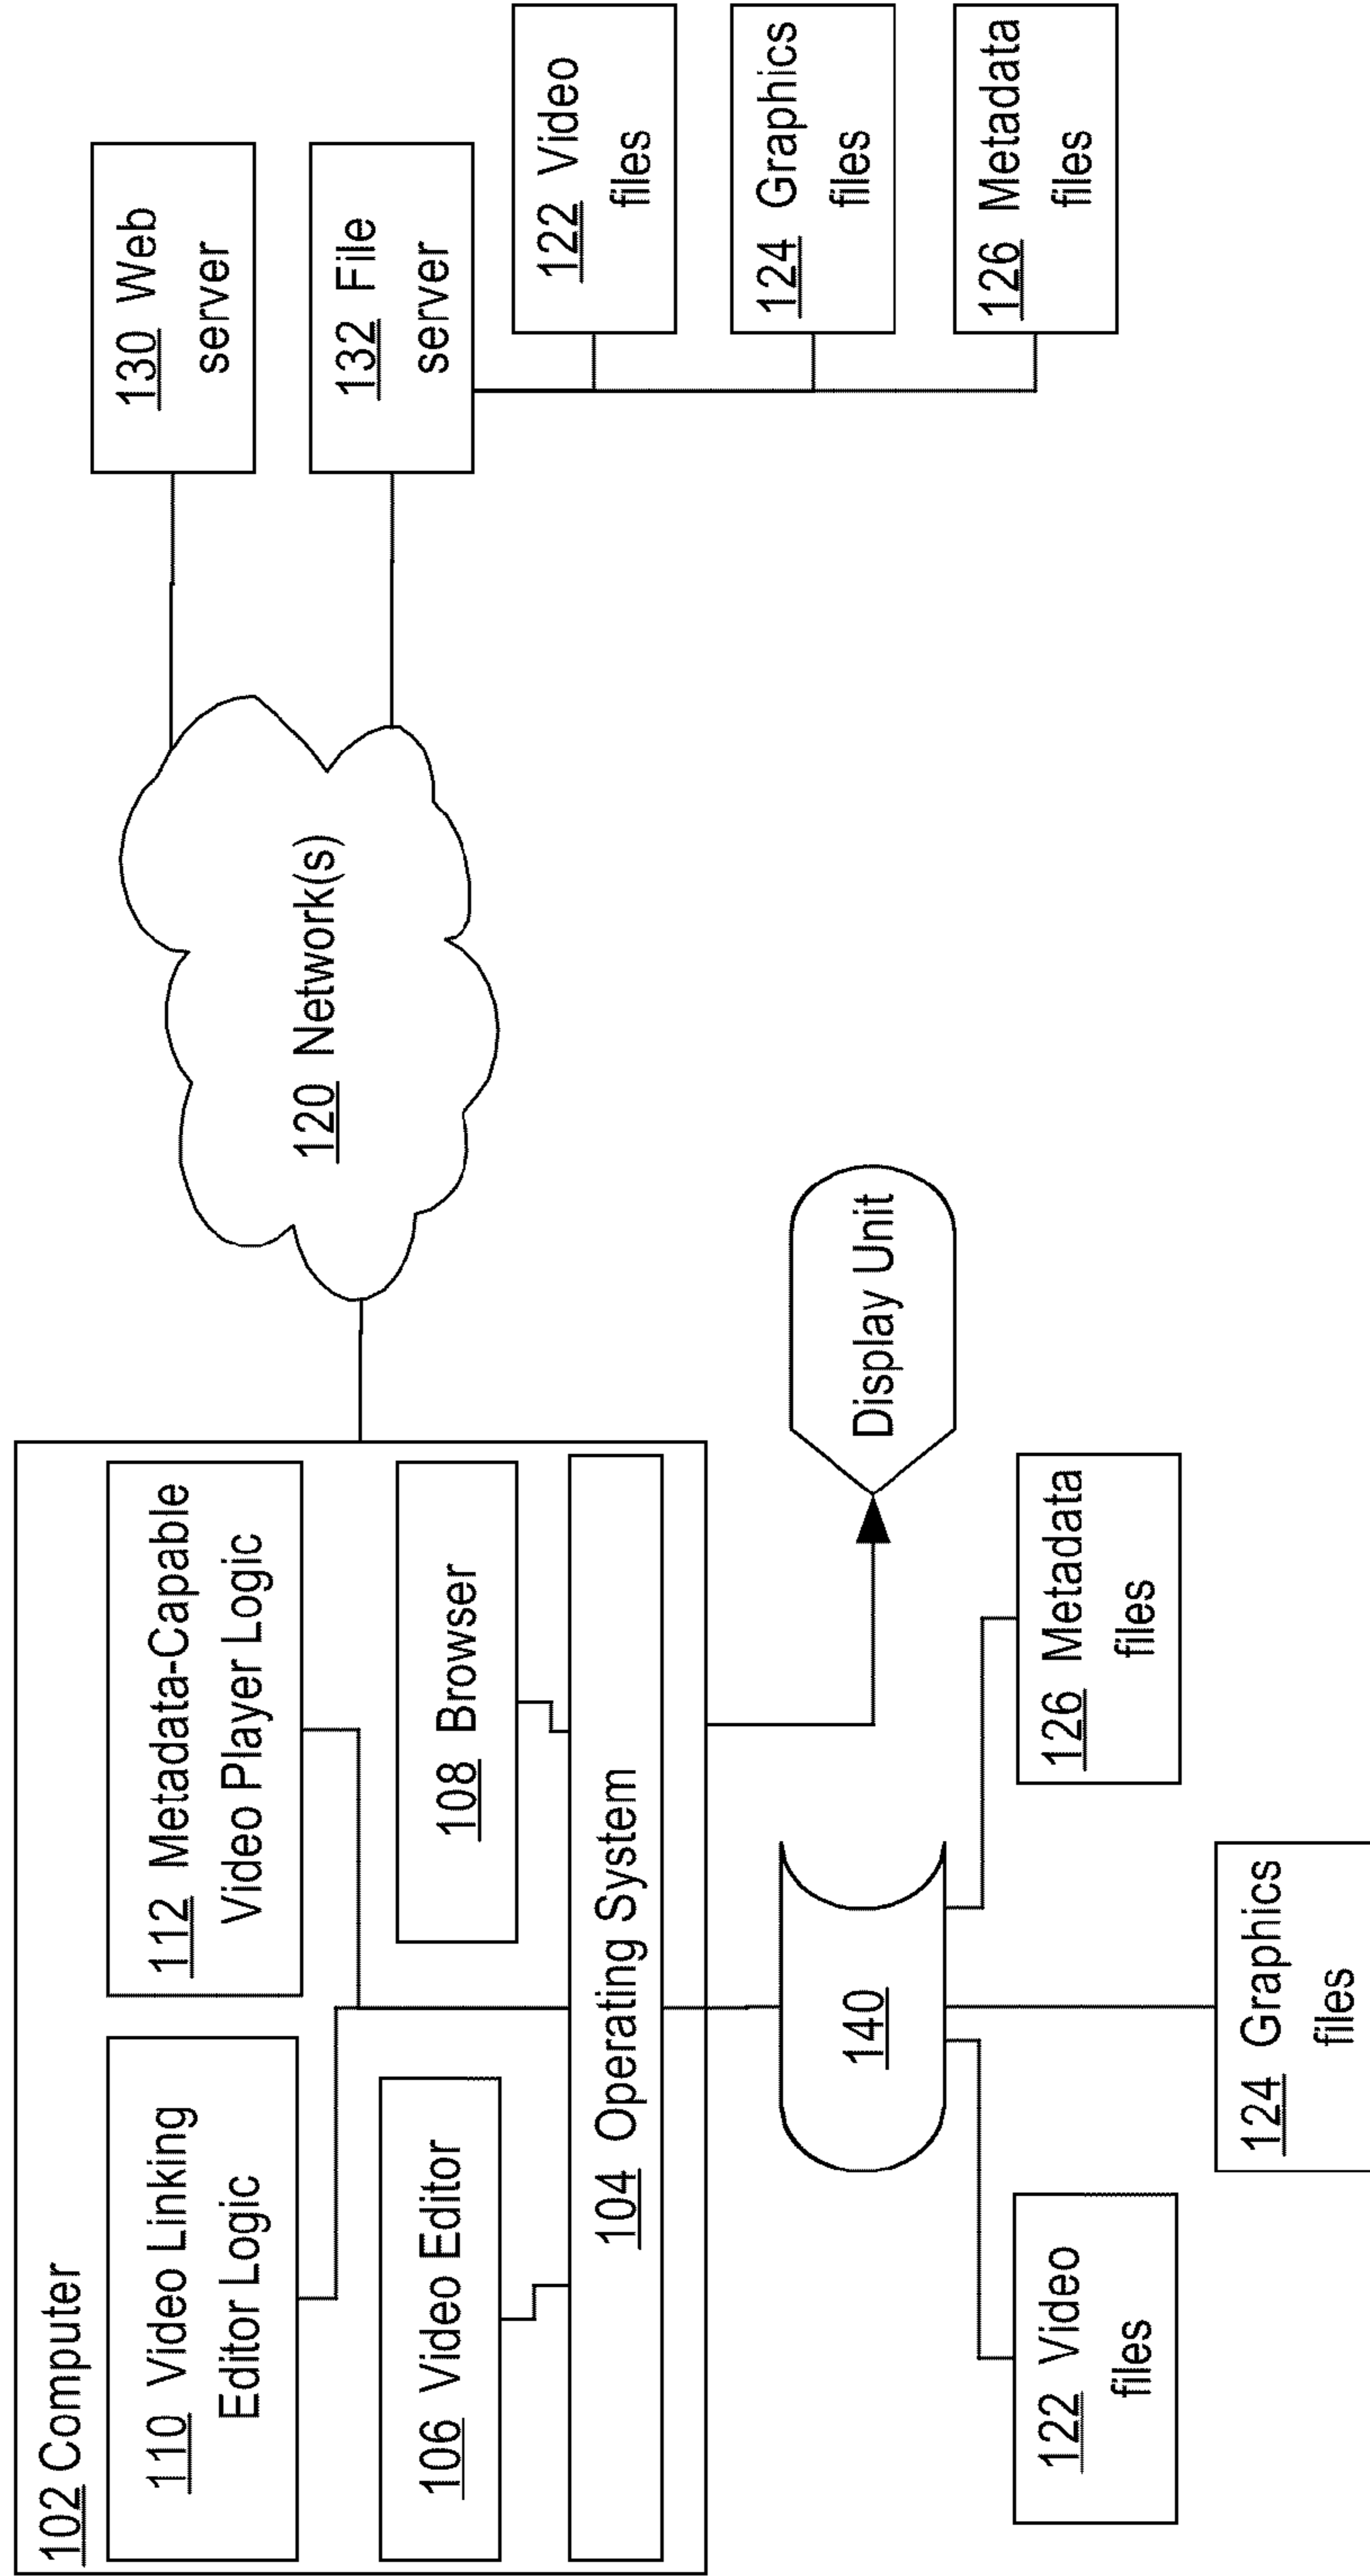 102 Computer
110 Video Linking
Editor Logic
112 Metadata-Capable
Video Player Logic
106 Video Editor
108 Browser
104 Operating System
120 Network(s)
130 Web
server
132 File
server
122 Video
files
124 Graphics
files
126 Metadata
files
Display Unit
140
122 Video
files
124 Graphics
files
126 Metadata
files